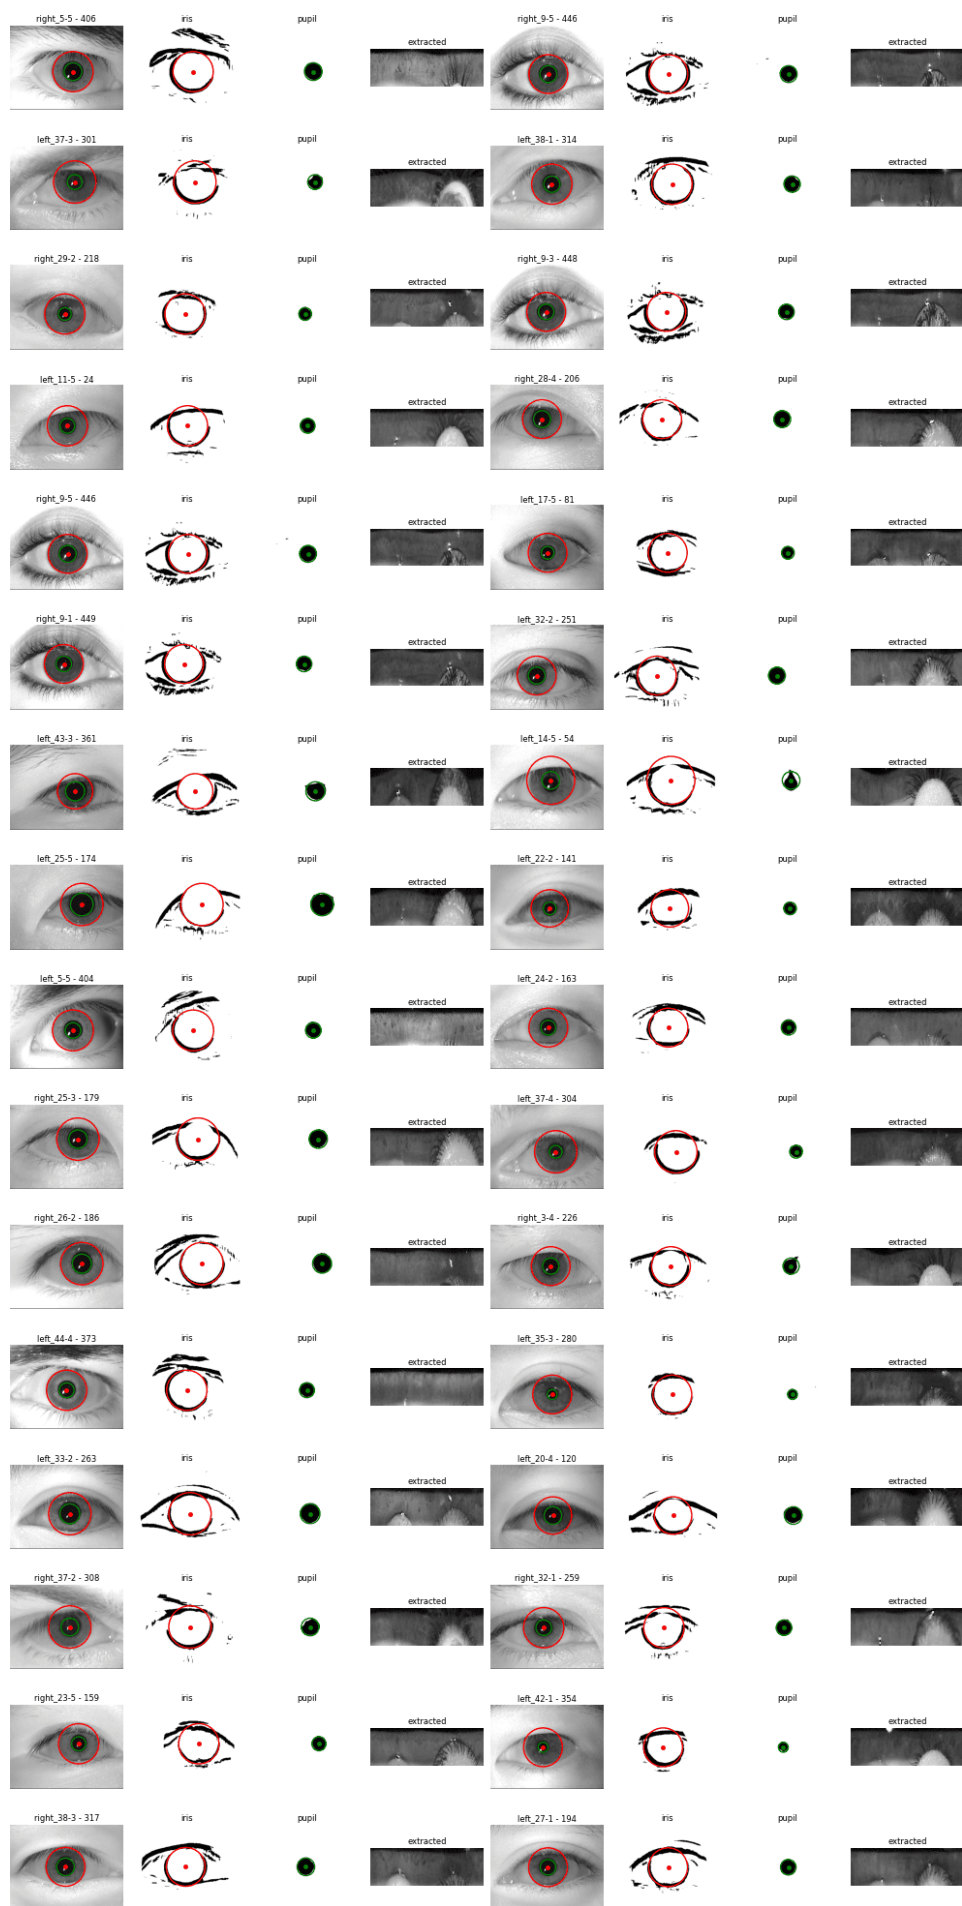 right_5-5 - 406 iris pupil extracted right_9-5 - 446 iris pupil extracted
left_37-3 - 301 iris pupil extracted left_38-1 - 314 iris pupil extracted
right_29-2 - 218 iris pupil extracted right_9-3 - 448 iris pupil extracted
left_11-5 - 24 iris pupil extracted right_28-4 - 206 iris pupil extracted
right_9-5 - 446 iris pupil extracted left_17-5 - 81 iris pupil extracted
right_9-1 - 449 iris pupil extracted left_32-2 - 251 iris pupil extracted
left_43-3 - 361 iris pupil extracted left_14-5 - 54 iris pupil extracted
left_25-5 - 174 iris pupil extracted left_22-2 - 141 iris pupil extracted
left_5-5 - 404 iris pupil extracted left_24-2 - 163 iris pupil extracted
right_25-3 - 179 iris pupil extracted left_37-4 - 304 iris pupil extracted
right_26-2 - 186 iris pupil extracted right_3-4 - 226 iris pupil extracted
left_44-4 - 373 iris pupil extracted left_35-3 - 280 iris pupil extracted
left_33-2 - 263 iris pupil extracted left_20-4 - 120 iris pupil extracted
right_37-2 - 308 iris pupil extracted right_32-1 - 259 iris pupil extracted
right_23-5 - 159 iris pupil extracted left_42-1 - 354 iris pupil extracted
right_38-3 - 317 iris pupil extracted left_27-1 - 194 iris pupil extracted